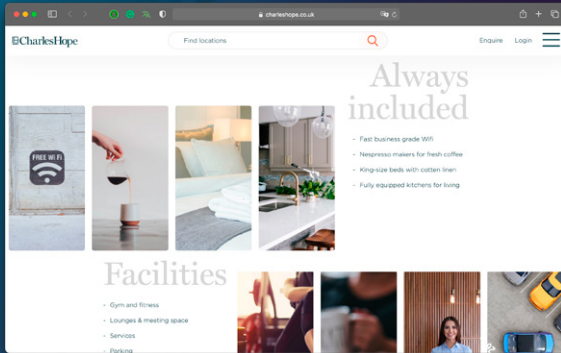 charleshope.co.uk
CharlesHope
Find locations
Enquire
Login
Always
included
FREE Wi Fi
- Fast business grade Wifi
- Nespresso makers for fresh coffee
- King-size beds with cotten linen
- Fully equipped kitchens for living
Facilities
- Gym and fitness
- Lounges & meeting space
- Services
- Parking